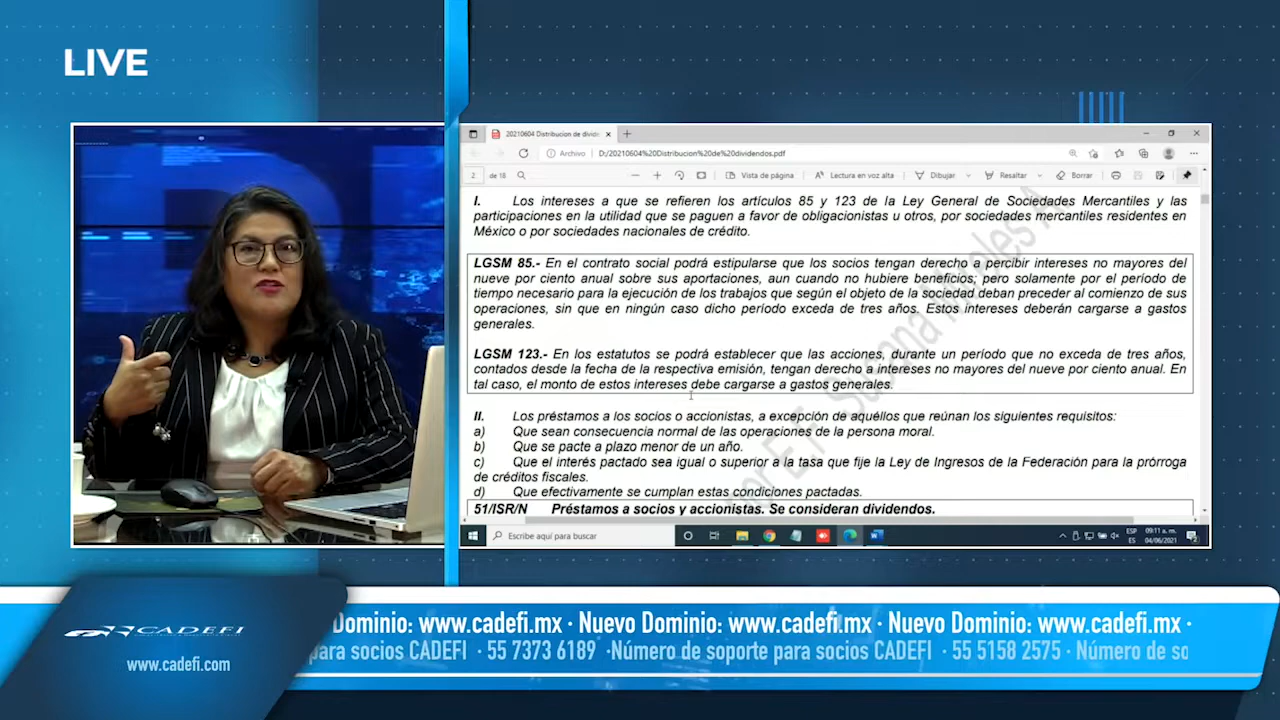 LIVE
20210604 Distribucion de divide
Archivo
D:/20210604%20Distribucion%20de%20dividendos.pdf
2
de 18
Vista de página
Lectura en voz alta
Dibujar
Resaltar
Borrar
I. Los intereses a que se refieren los artículos 85 y 123 de la Ley General de Sociedades Mercantiles y las
participaciones en la utilidad que se paguen a favor de obligacionistas u otros, por sociedades mercantiles residentes en
México o por sociedades nacionales de crédito.
LGSM 85.- En el contrato social podrá estipularse que los socios tengan derecho a percibir intereses no mayores del
nueve por ciento anual sobre sus aportaciones, aun cuando no hubiere beneficios; pero solamente por el período de
tiempo necesario para la ejecución de los trabajos que según el objeto de la sociedad deban preceder al comienzo de sus
operaciones, sin que en ningún caso dicho período exceda de tres años. Estos intereses deberán cargarse a gastos
generales.
LGSM 123.- En los estatutos se podrá establecer que las acciones, durante un período que no exceda de tres años,
contados desde la fecha de la respectiva emisión, tengan derecho a intereses no mayores del nueve por ciento anual. En
tal caso, el monto de estos intereses debe cargarse a gastos generales.
II. Los préstamos a los socios o accionistas, a excepción de aquéllos que reúnan los siguientes requisitos:
a) Que sean consecuencia normal de las operaciones de la persona moral.
b) Que se pacte a plazo menor de un año.
c) Que el interés pactado sea igual o superior a la tasa que fije la Ley de Ingresos de la Federación para la prórroga
de créditos fiscales.
d) Que efectivamente se cumplan estas condiciones pactadas.
51/ISR/N Préstamos a socios y accionistas. Se consideran dividendos.
Escribe aquí para buscar
ESP
ES
09:11 a. m.
04/06/2021
Dominio: www.cadefi.mx · Nuevo Dominio: www.cadefi.mx · Nuevo Dominio: www.cadefi.mx ·
para socios CADEFI · 55 7373 6189 ·Número de soporte para socios CADEFI · 55 5158 2575 · Número de so
CADEFI
www.cadefi.com